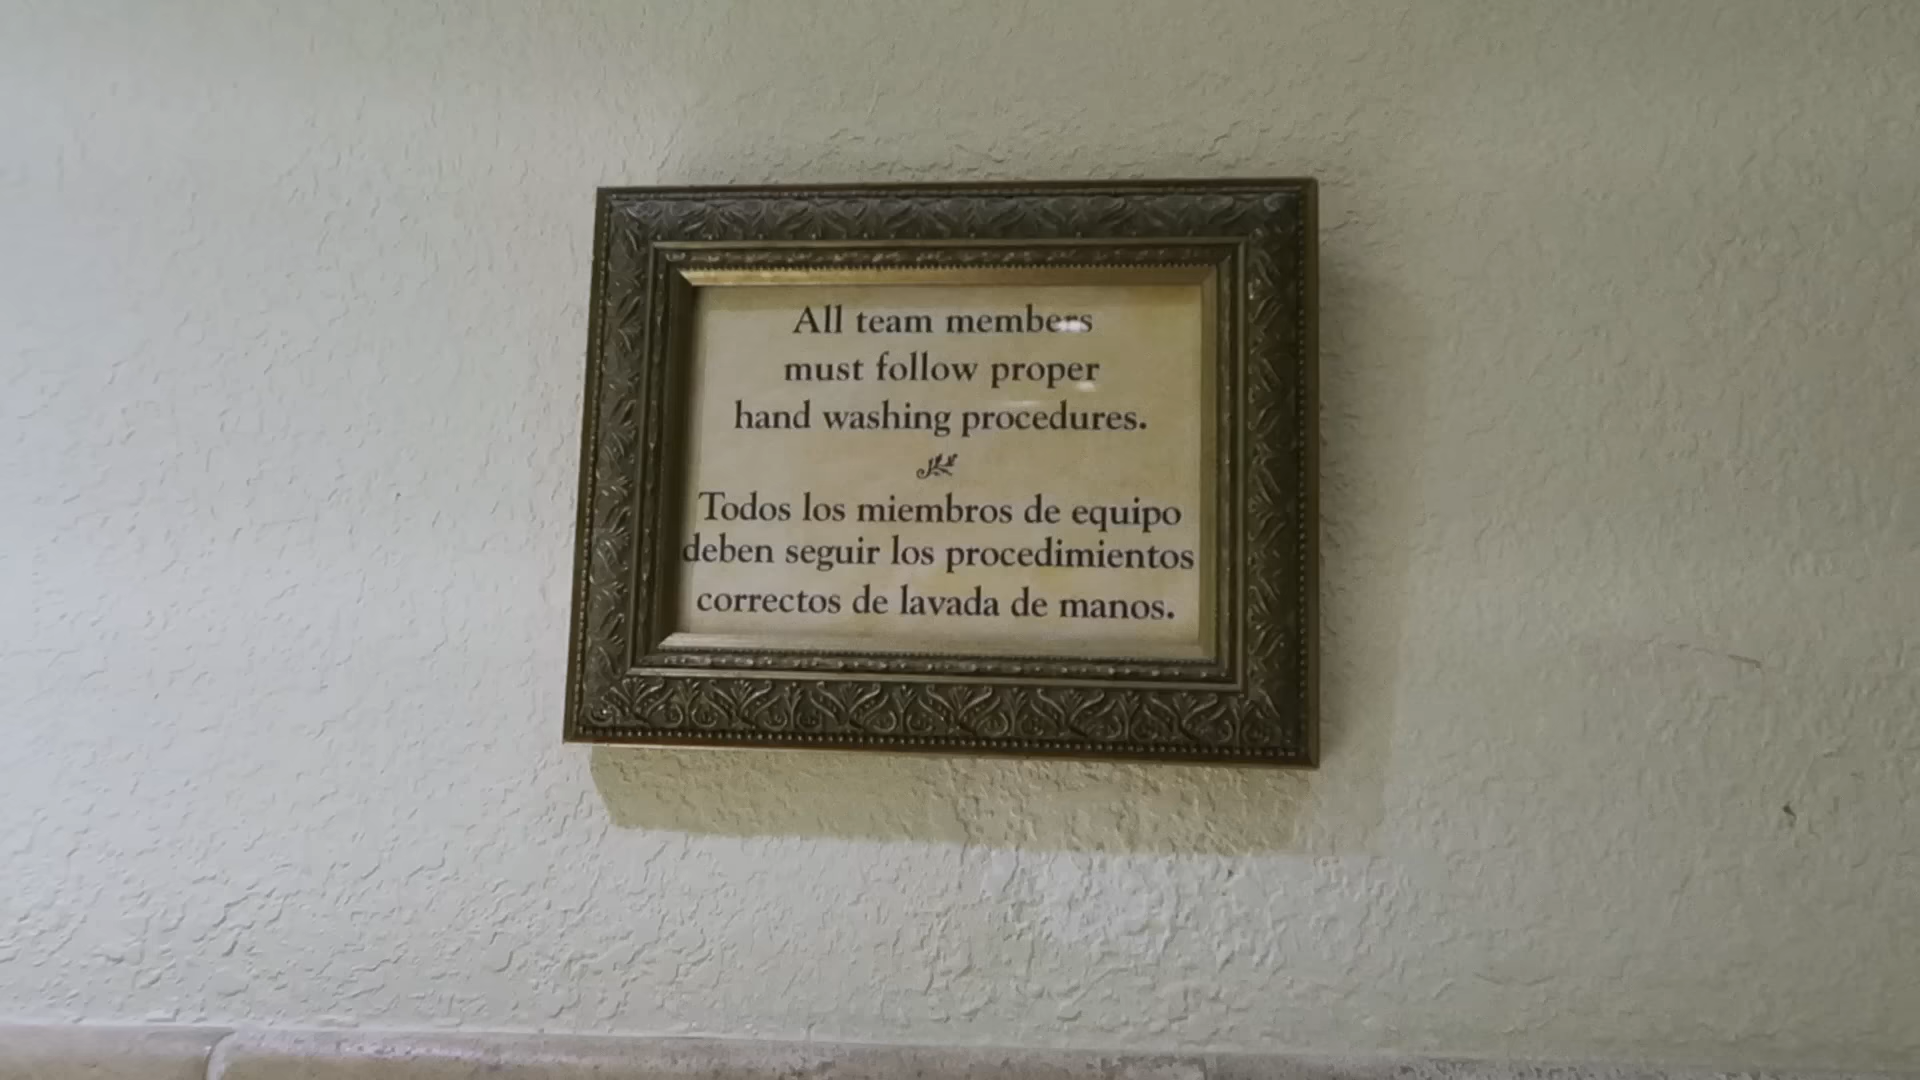 All team members
must follow proper
hand washing procedures.
Todos los miembros de equipo
deben seguir los procedimientos
correctos de lavada de manos.